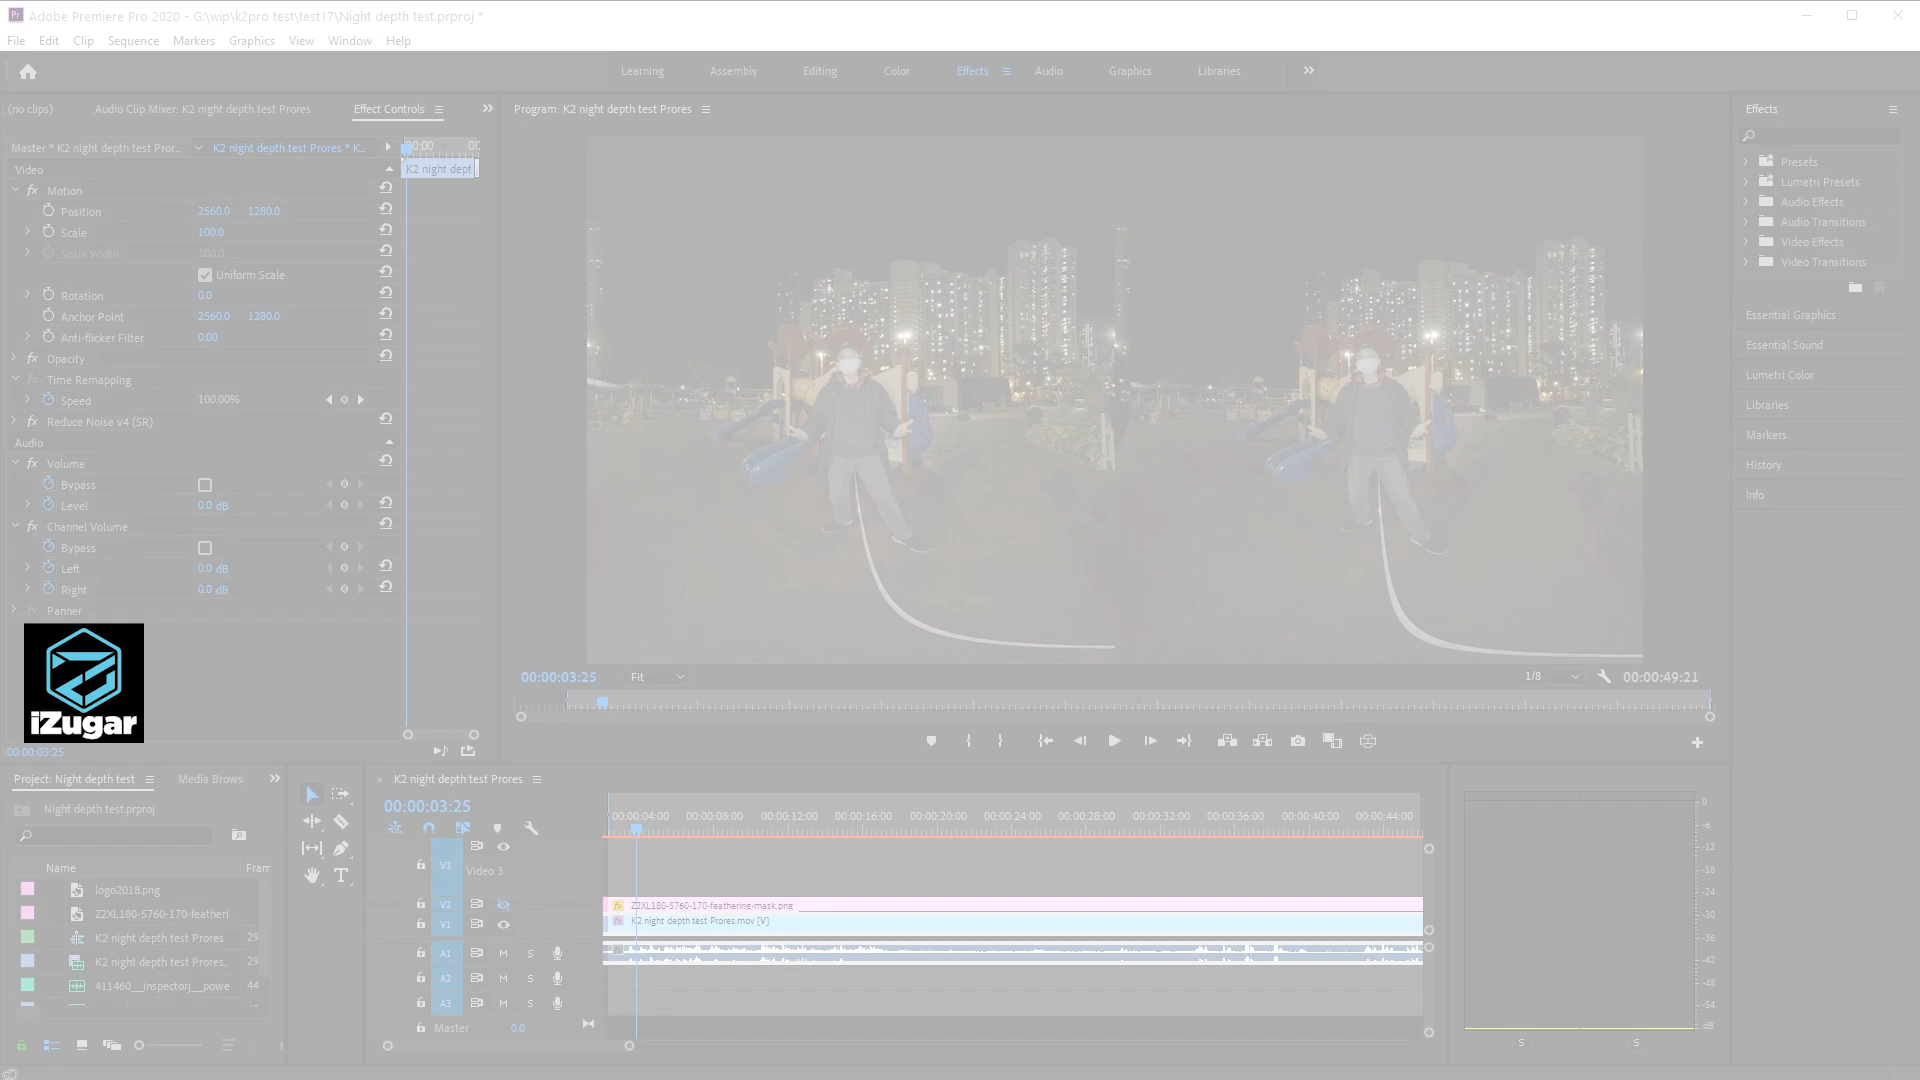 Adobe Premiere Pro 2020 - G:\wip\k2pro test\test17\Night depth test.prproj *
File Edit Clip Sequence Markers Graphics View Window Help
Learning Assembly Editing Color Effects Audio Graphics Libraries
: (no clips) Audio Clip Mixer: K2 night depth test Prores Effect Controls
Program: K2 night depth test Prores
Effects
Master * K2 night depth test Pror... K2 night depth test Prores * K...
Video
K2 night dept
Motion
Position 2560.0 1280.0
Scale 100.0
Scale Width 100.0
Uniform Scale
Rotation 0.0
Anchor Point 2560.0 1280.0
Anti-flicker Filter 0.00
Opacity
Time Remapping
Speed 100.00%
Reduce Noise v4 (SR)
Audio
Volume
Bypass
Level 0.0 dB
Channel Volume
Bypass
Left 0.0 dB
Right 0.0 dB
Panner
iZugar
00:00:03:25
Presets
Lumetri Presets
Audio Effects
Audio Transitions
Video Effects
Video Transitions
Essential Graphics
Essential Sound
Lumetri Color
Libraries
Markers
History
Info
00:00:03:25 Fit 1/8 00:00:49:21
Project: Night depth test Media Brows
Night depth test.prproj
Name Fram
logo2018.png
Z2XL180-5760-170-featheri
K2 night depth test Prores 29
K2 night depth test Prores. 29
411460__inspectorj__powe 44
K2 night depth test Prores
00:00:03:25
00:00:04:00 00:00:08:00 00:00:12:00 00:00:16:00 00:00:20:00 00:00:24:00 00:00:28:00 00:00:32:00 00:00:36:00 00:00:40:00 00:00:44:00
V3 Video 3
V2 Z2XL180-5760-170-feathering-mask.png
V1 K2 night depth test Prores.mov [V]
A1 M S
A2 M S
A3 M S
Master 0.0
0
-6
-12
-18
-24
-30
-36
-42
-48
-54
dB
S S